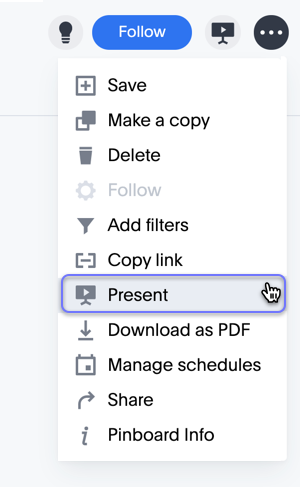 Follow
Save
Make a copy
Delete
Follow
Add filters
Copy link
Present
Download as PDF
Manage schedules
Share
Pinboard Info